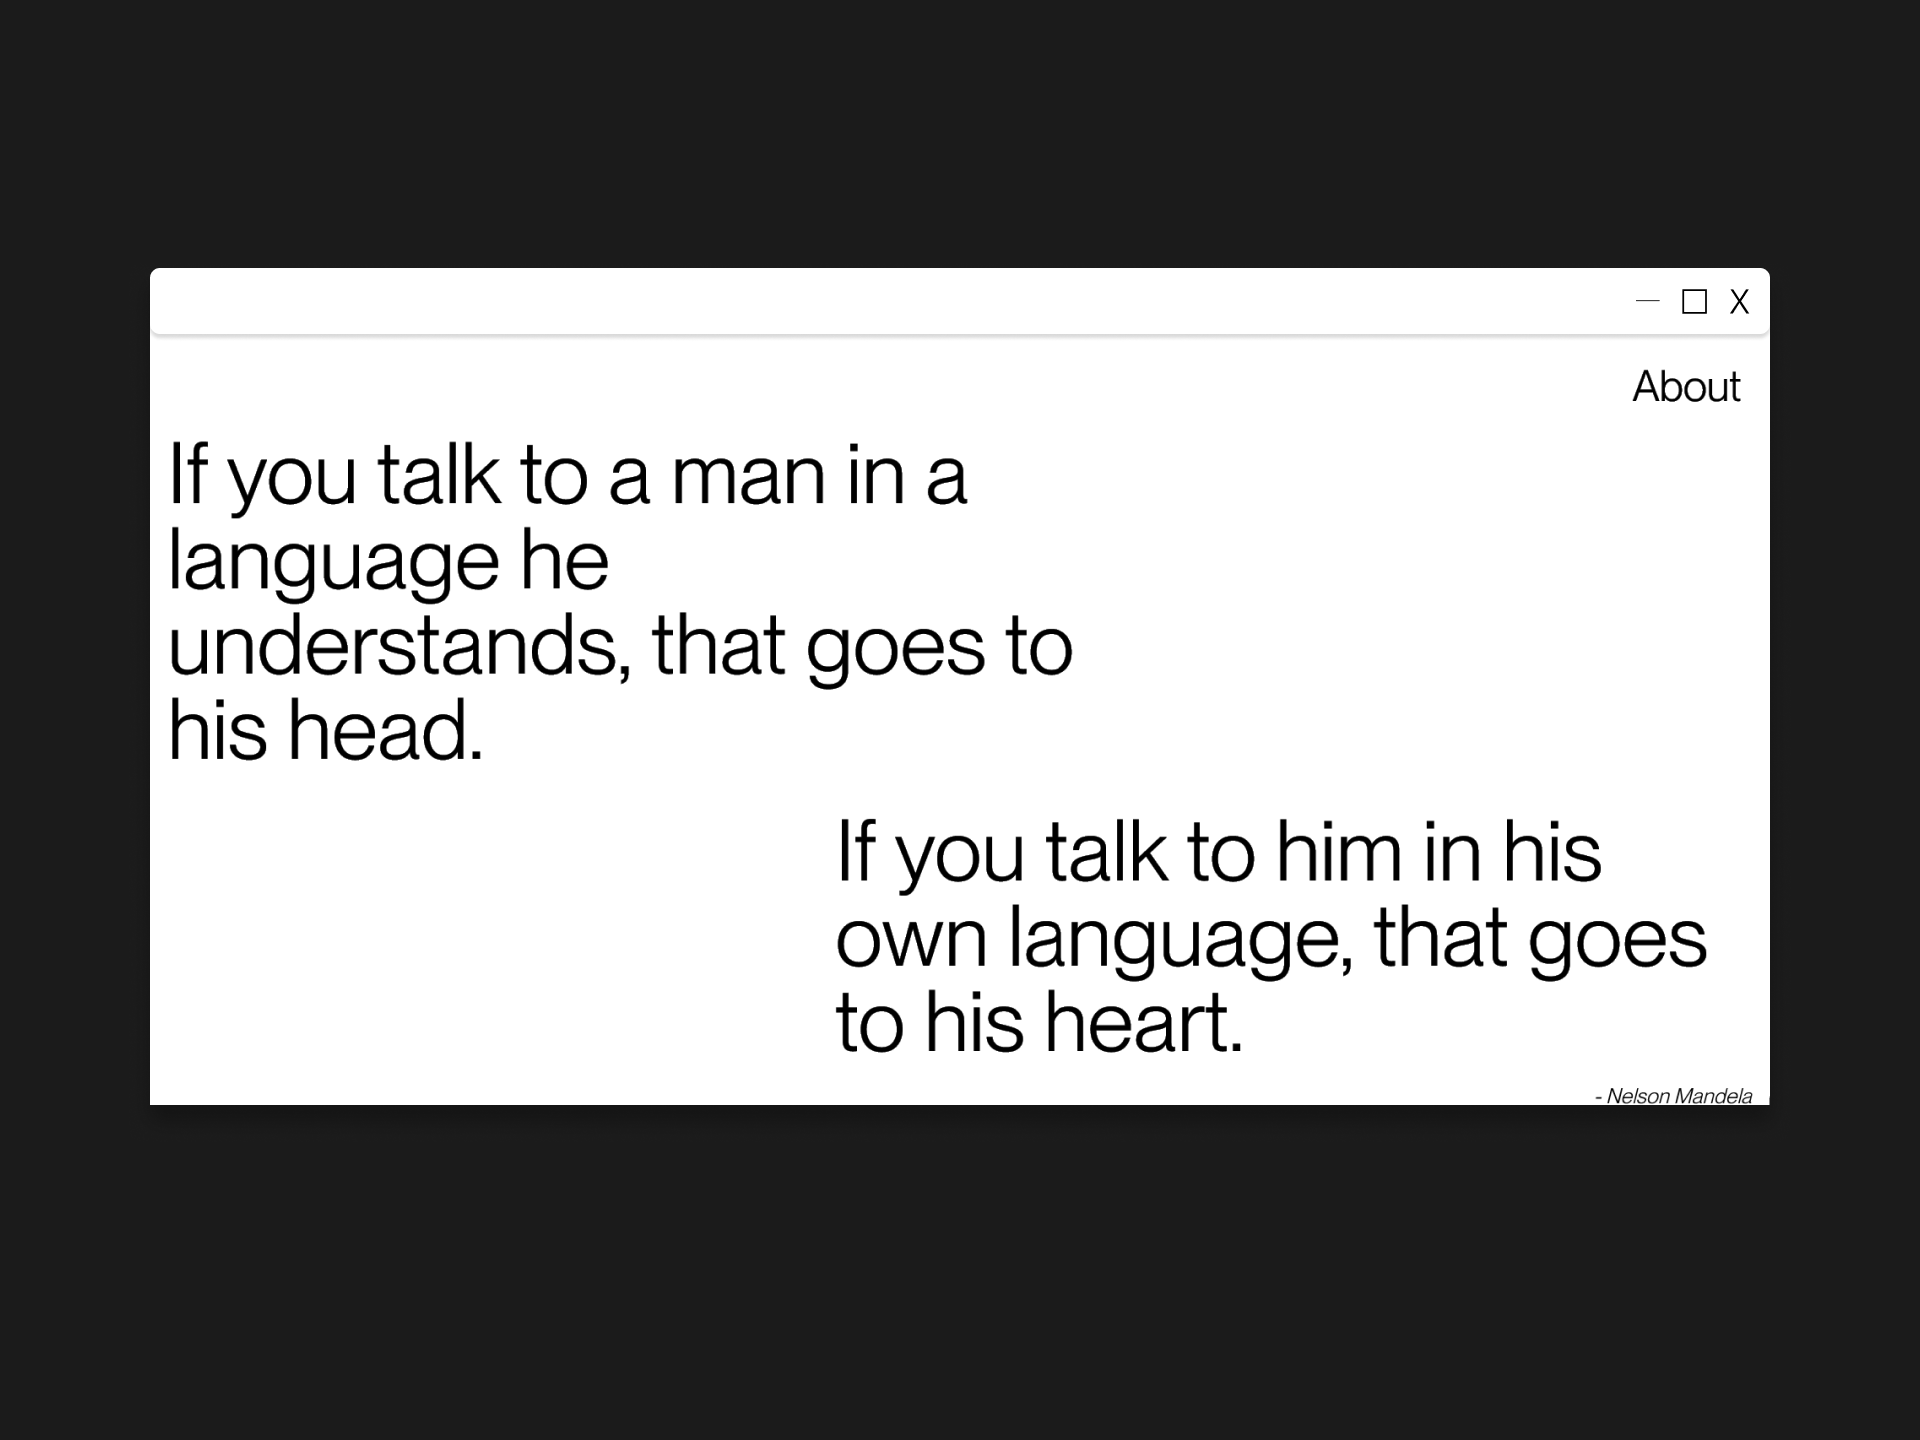 — □ X
About
If you talk to a man in a
language he
understands, that goes to
his head.
If you talk to him in his
own language, that goes
to his heart.
- Nelson Mandela